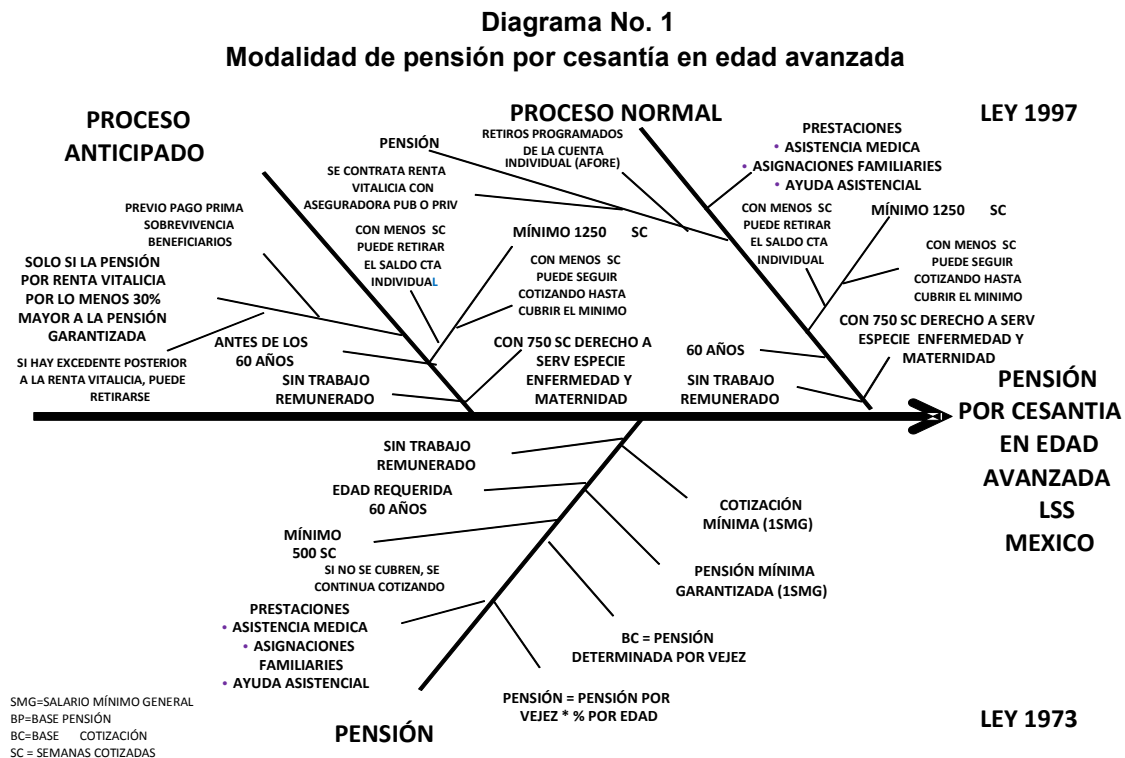 Diagrama No. 1
Modalidad de pensión por cesantía en edad avanzada
PROCESO
ANTICIPADO
PROCESO NORMAL
LEY 1997
PENSIÓN
RETIROS PROGRAMADOS
DE LA CUENTA
INDIVIDUAL (AFORE)
PRESTACIONES
• ASISTENCIA MEDICA
• ASIGNACIONES FAMILIARIES
• AYUDA ASISTENCIAL
SE CONTRATA RENTA
VITALICIA CON
ASEGURADORA PUB O PRIV
PREVIO PAGO PRIMA
SOBREVIVENCIA
BENEFICIARIOS
CON MENOS SC
PUEDE RETIRAR
EL SALDO CTA
INDIVIDUAL
MÍNIMO 1250 SC
CON MENOS SC
PUEDE SEGUIR
COTIZANDO HASTA
CUBRIR EL MINIMO
CON MENOS SC
PUEDE RETIRAR
EL SALDO CTA
INDIVIDUAL
MÍNIMO 1250 SC
CON MENOS SC
PUEDE SEGUIR
COTIZANDO HASTA
CUBRIR EL MINIMO
SOLO SI LA PENSIÓN
POR RENTA VITALICIA
POR LO MENOS 30%
MAYOR A LA PENSIÓN
GARANTIZADA
SI HAY EXCEDENTE POSTERIOR
A LA RENTA VITALICIA, PUEDE
RETIRARSE
ANTES DE LOS
60 AÑOS
SIN TRABAJO
REMUNERADO
CON 750 SC DERECHO A
SERV ESPECIE
ENFERMEDAD Y
MATERNIDAD
60 AÑOS
SIN TRABAJO
REMUNERADO
CON 750 SC DERECHO A SERV
ESPECIE ENFERMEDAD Y
MATERNIDAD
PENSIÓN
POR CESANTIA
EN EDAD
AVANZADA
LSS
MEXICO
SIN TRABAJO
REMUNERADO
EDAD REQUERIDA
60 AÑOS
MÍNIMO
500 SC
SI NO SE CUBREN, SE
CONTINUA COTIZANDO
PRESTACIONES
• ASISTENCIA MEDICA
• ASIGNACIONES
FAMILIARIES
• AYUDA ASISTENCIAL
COTIZACIÓN
MÍNIMA (1SMG)
PENSIÓN MÍNIMA
GARANTIZADA (1SMG)
BC = PENSIÓN
DETERMINADA POR VEJEZ
PENSIÓN = PENSIÓN POR
VEJEZ * % POR EDAD
PENSIÓN
LEY 1973
SMG=SALARIO MÍNIMO GENERAL
BP=BASE PENSIÓN
BC=BASE COTIZACIÓN
SC = SEMANAS COTIZADAS